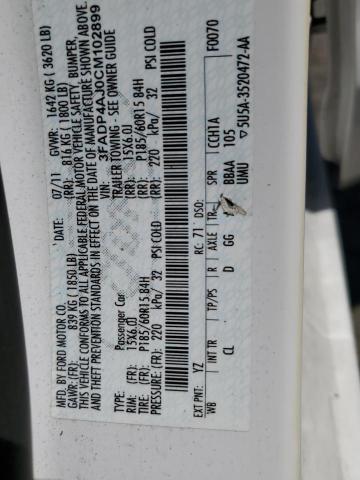 MFD. BY FORD MOTOR CO. DATE: 07/11 GVWR: 1642 KG ( 3620 LB)
GAWR: (FR): 839 KG ( 1850 LB) (RR): 816 KG ( 1800 LB)
THIS VEHICLE CONFORMS TO ALL APPLICABLE FEDERAL MOTOR VEHICLE SAFETY, BUMPER,
AND THEFT PREVENTION STANDARDS IN EFFECT ON THE DATE OF MANUFACTURE SHOWN ABOVE.
3FADP4AJ0CM102899
TYPE: Passenger Car TRAILER TOWING - SEE OWNER GUIDE
RIM: (FR): 15X6.0J (RR): 15X6.0J
TIRE: (FR): P185/60R15 84H (RR): P185/60R15 84H
PRESSURE: (FR): 220 kPa/ 32 PSI COLD (RR): 220 kPa/ 32 PSI COLD
EXT PNT: YZ RC: 71 DSO: F0070
WB INT TR TP/PS R AXLE TR SPR CCH1A
CL D GG BBAA 105
UMU 5U5A-3520472-AA